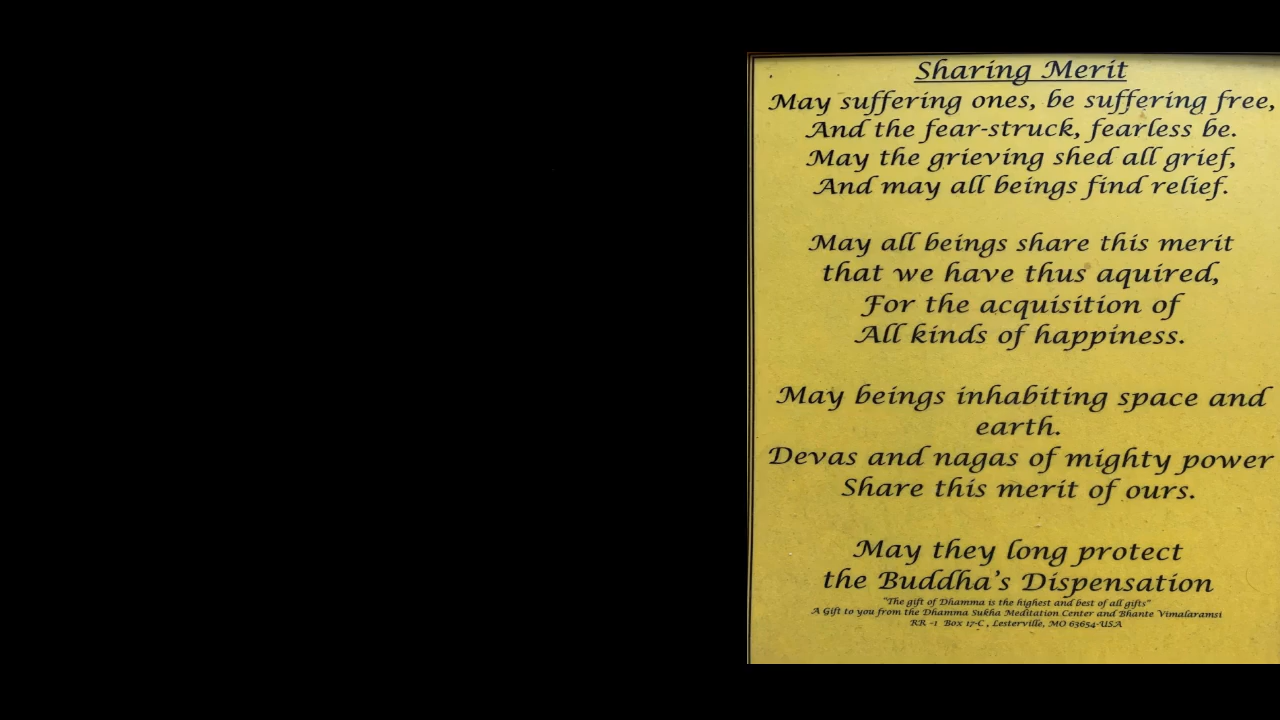 Sharing Merit
May suffering ones, be suffering free,
And the fear-struck, fearless be.
May the grieving shed all grief,
And may all beings find relief.
May all beings share this merit
that we have thus aquired,
For the acquisition of
All kinds of happiness.
May beings inhabiting space and
earth.
Devas and nagas of mighty power
Share this merit of ours.
May they long protect
the Buddha's Dispensation
"The gift of Dhamma is the highest and best of all gifts"
A Gift to you from the Dhamma Sukha Meditation Center and Bhante Vimalaramsi
RR -1 Box 17-C , Lesterville, MO 63654-USA